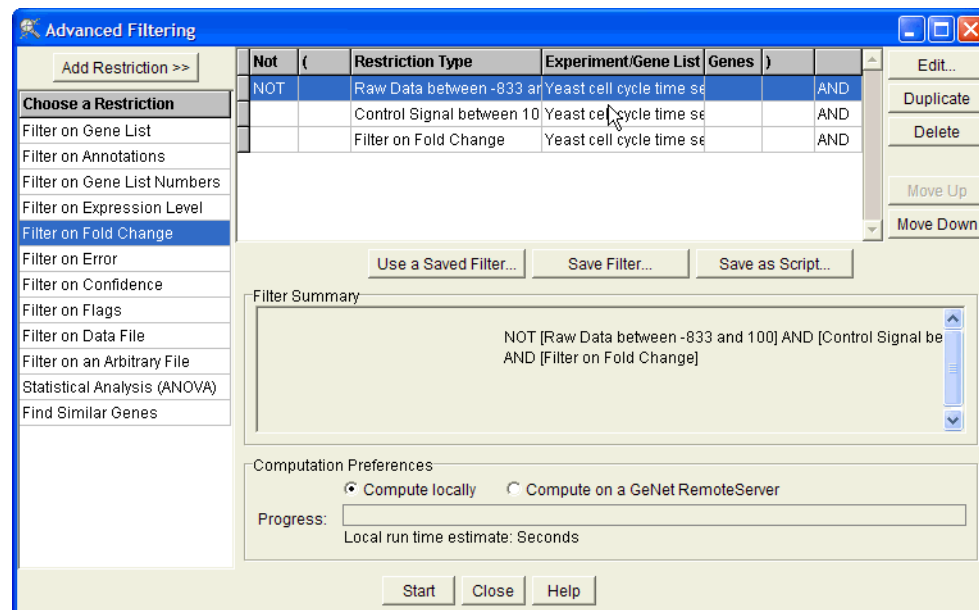 Advanced Filtering
Add Restriction >>
Choose a Restriction
Filter on Gene List
Filter on Annotations
Filter on Gene List Numbers
Filter on Expression Level
Filter on Fold Change
Filter on Error
Filter on Confidence
Filter on Flags
Filter on Data File
Filter on an Arbitrary File
Statistical Analysis (ANOVA)
Find Similar Genes
Not ( Restriction Type Experiment/Gene List Genes )
NOT Raw Data between -833 ar Yeast cell cycle time se AND
Control Signal between 10 Yeast cell cycle time se AND
Filter on Fold Change Yeast cell cycle time se AND
Edit...
Duplicate
Delete
Move Up
Move Down
Use a Saved Filter... Save Filter... Save as Script...
Filter Summary
NOT [Raw Data between -833 and 100] AND [Control Signal be
AND [Filter on Fold Change]
Computation Preferences
Compute locally Compute on a GeNet RemoteServer
Progress:
Local run time estimate: Seconds
Start Close Help